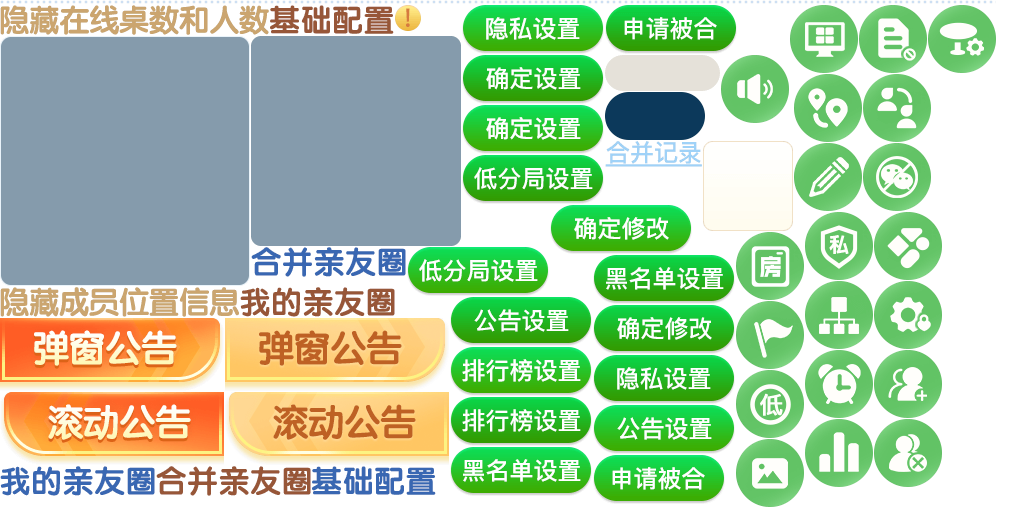 隐藏在线桌数和人数基础配置!
隐私设置
申请被合
确定设置
确定设置
合并记录
低分局设置
确定修改
私
合并亲友圈
低分局设置
房
黑名单设置
隐藏成员位置信息我的亲友圈
公告设置
确定修改
弹窗公告
弹窗公告
排行榜设置
隐私设置
滚动公告
滚动公告
排行榜设置
公告设置
低
黑名单设置
申请被合
我的亲友圈合并亲友圈基础配置